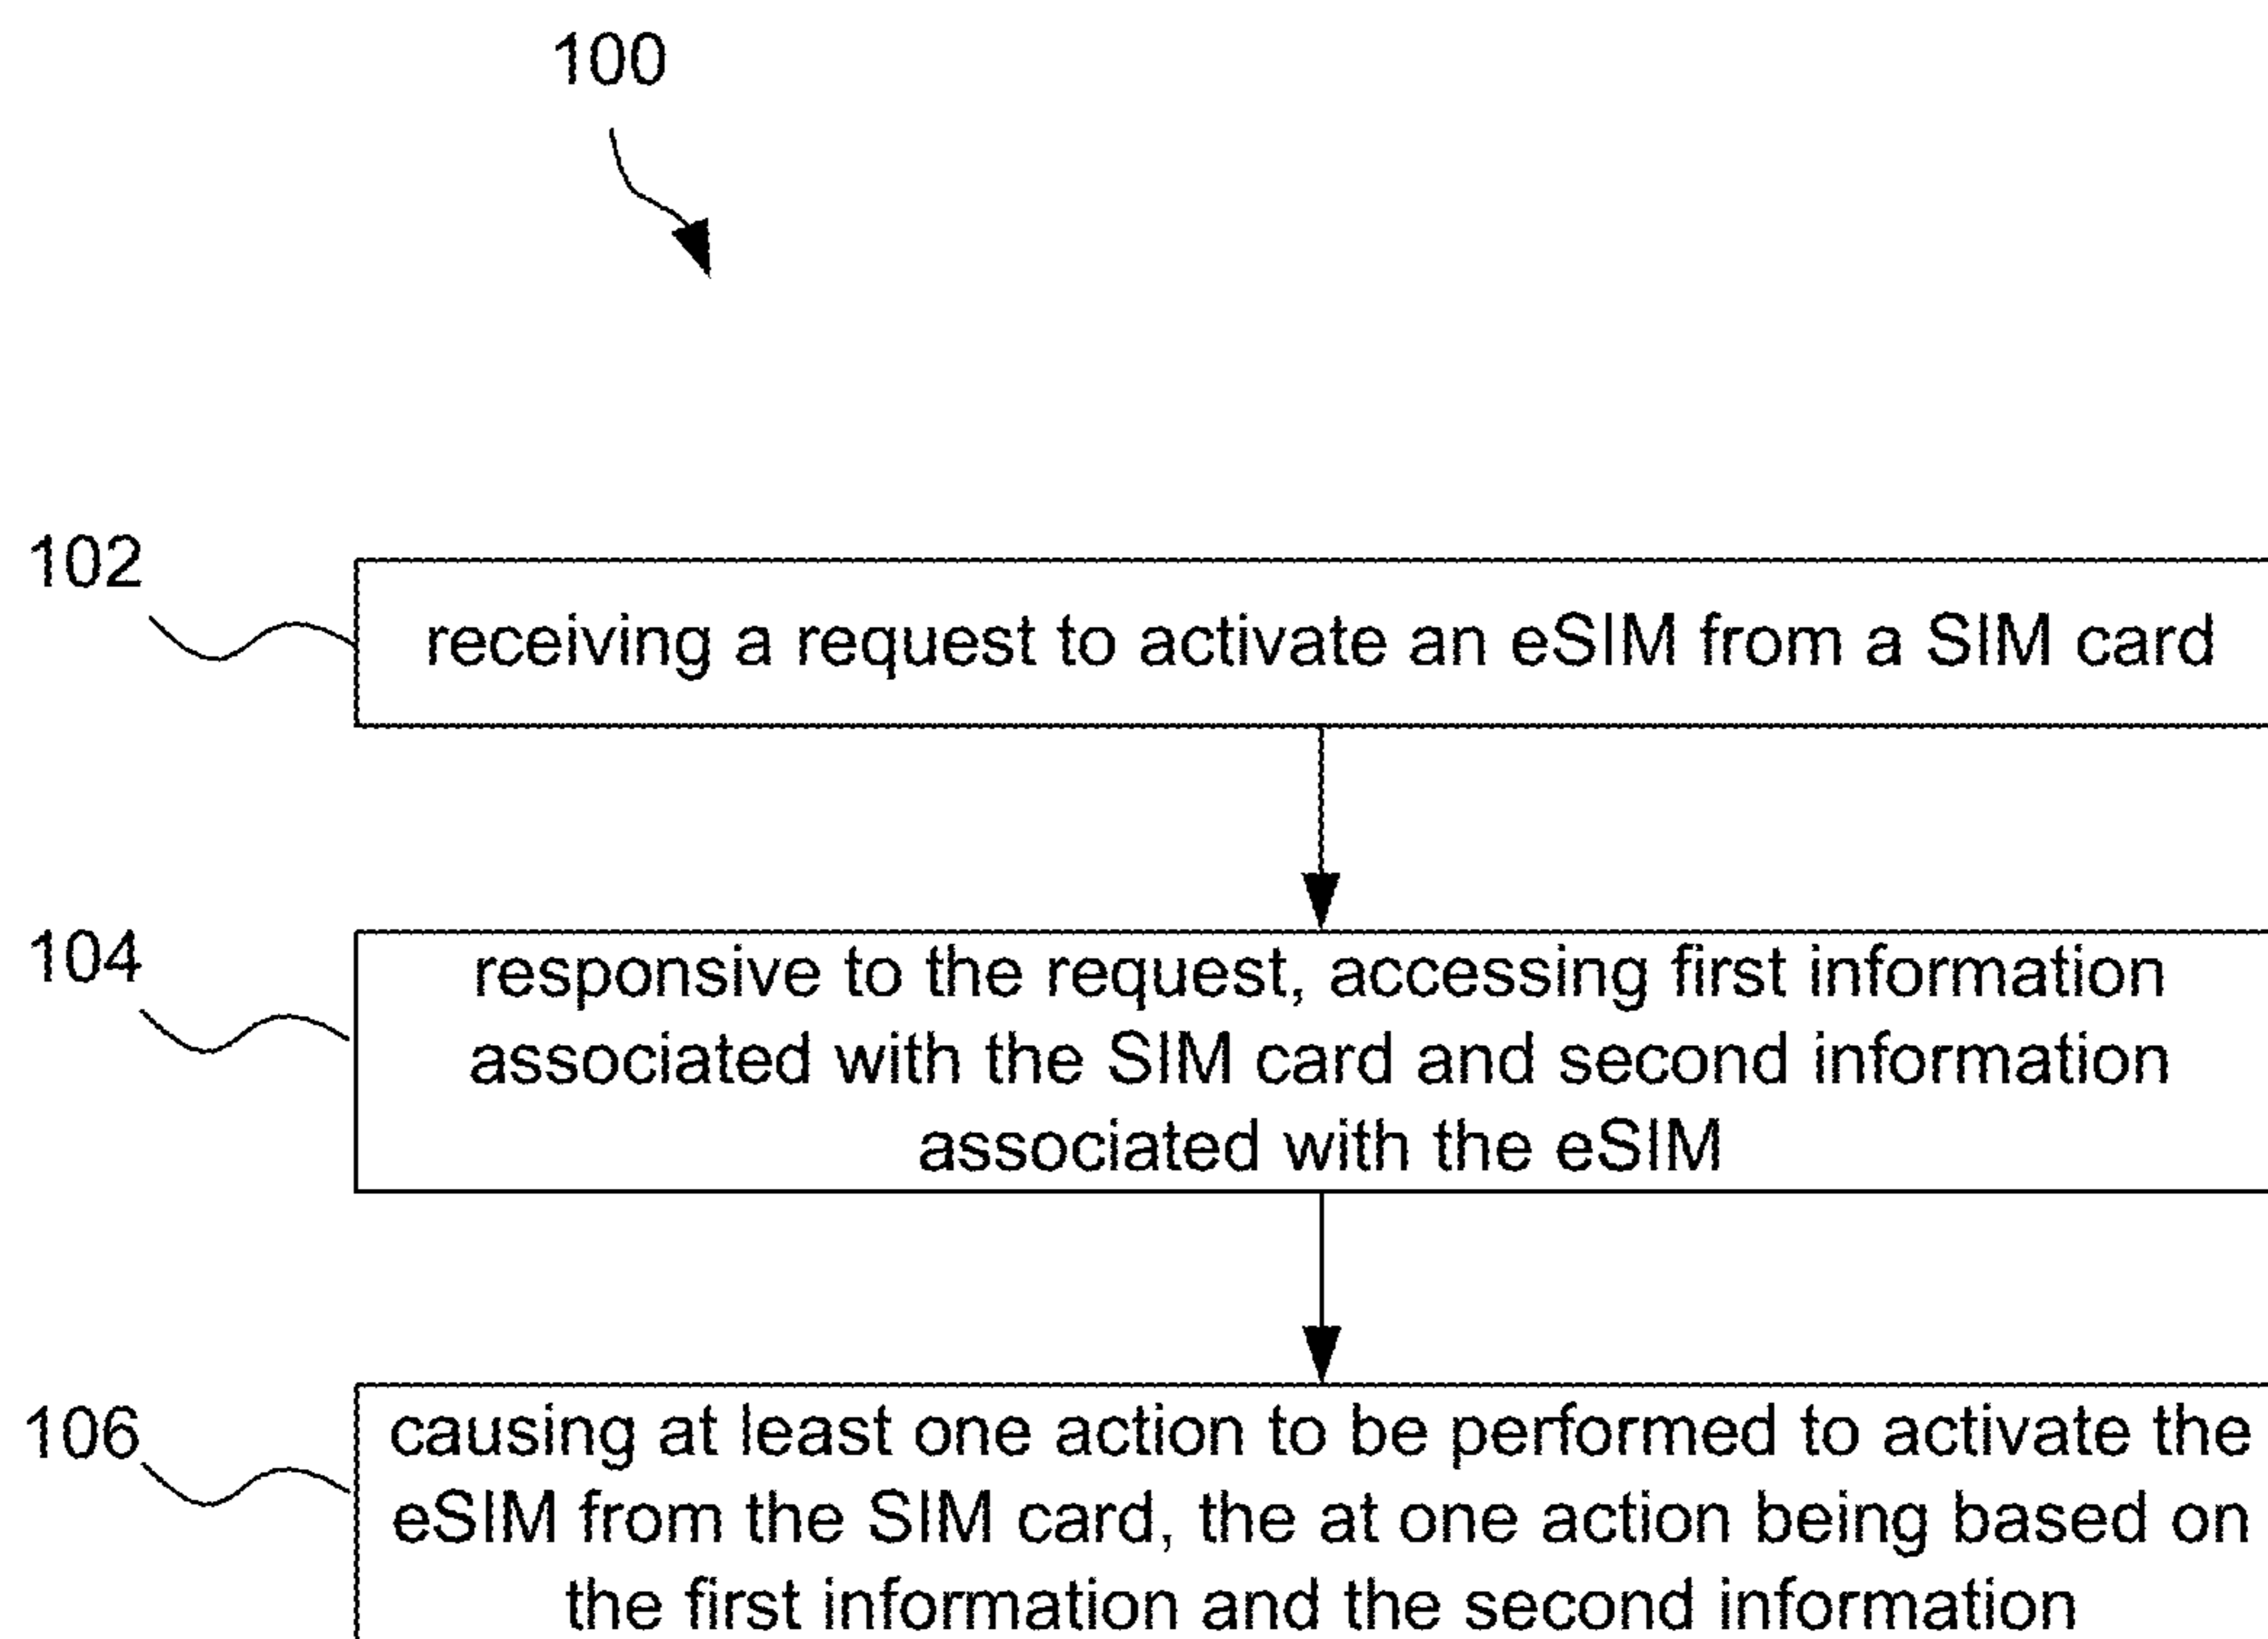 100
102
receiving a request to activate an eSIM from a SIM card
104
responsive to the request, accessing first information
associated with the SIM card and second information
associated with the eSIM
106
causing at least one action to be performed to activate the
eSIM from the SIM card, the at one action being based on
the first information and the second information